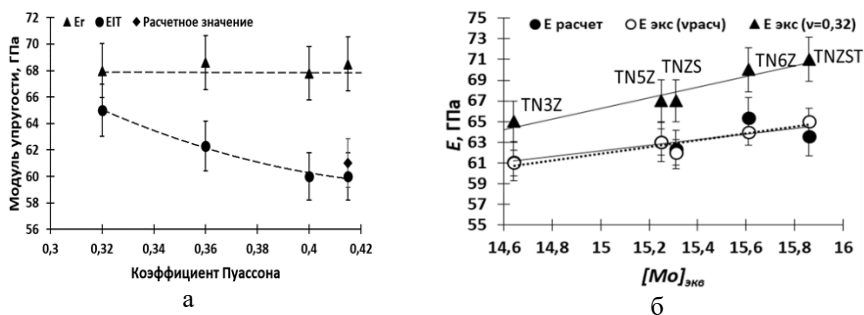 ▲ Er ● EIT ◆ Расчетное значение
Модуль упругости, ГПа
72
70
68
66
64
62
60
58
56
0,3 0,32 0,34 0,36 0,38 0,4 0,42
Коэффициент Пуассона
а
● E расчет ○ E экс (νрасч) ▲ E экс (ν=0,32)
E, ГПа
75
73
71
69
67
65
63
61
59
57
55
TN3Z
TN5Z
TNZS
TN6Z
TNZST
14,6 14,8 15 15,2 15,4 15,6 15,8 16
[Mo]экв
б